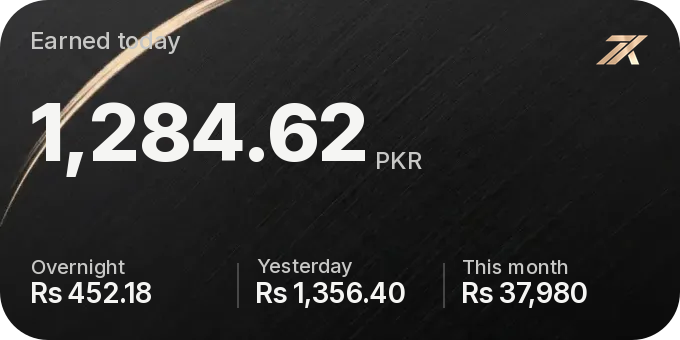 Earned today
1,284.62 PKR
Overnight Yesterday This month
Rs 452.18 Rs 1,356.40 Rs 37,980